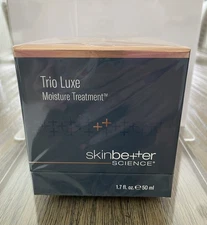 Trio Luxe
Moisture Treatment™
++
skinbetter
SCIENCE®
1.7 fl. oz. ℮ 50 ml